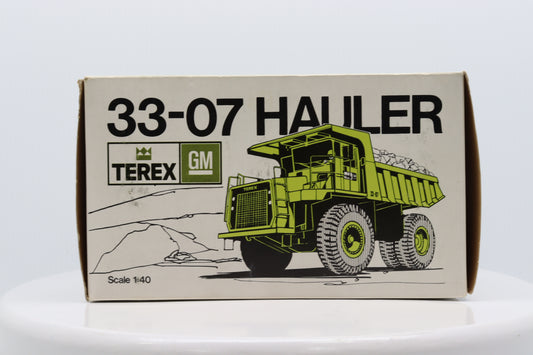 33-07 HAULER
TEREX GM
TEREX
Scale 1:40